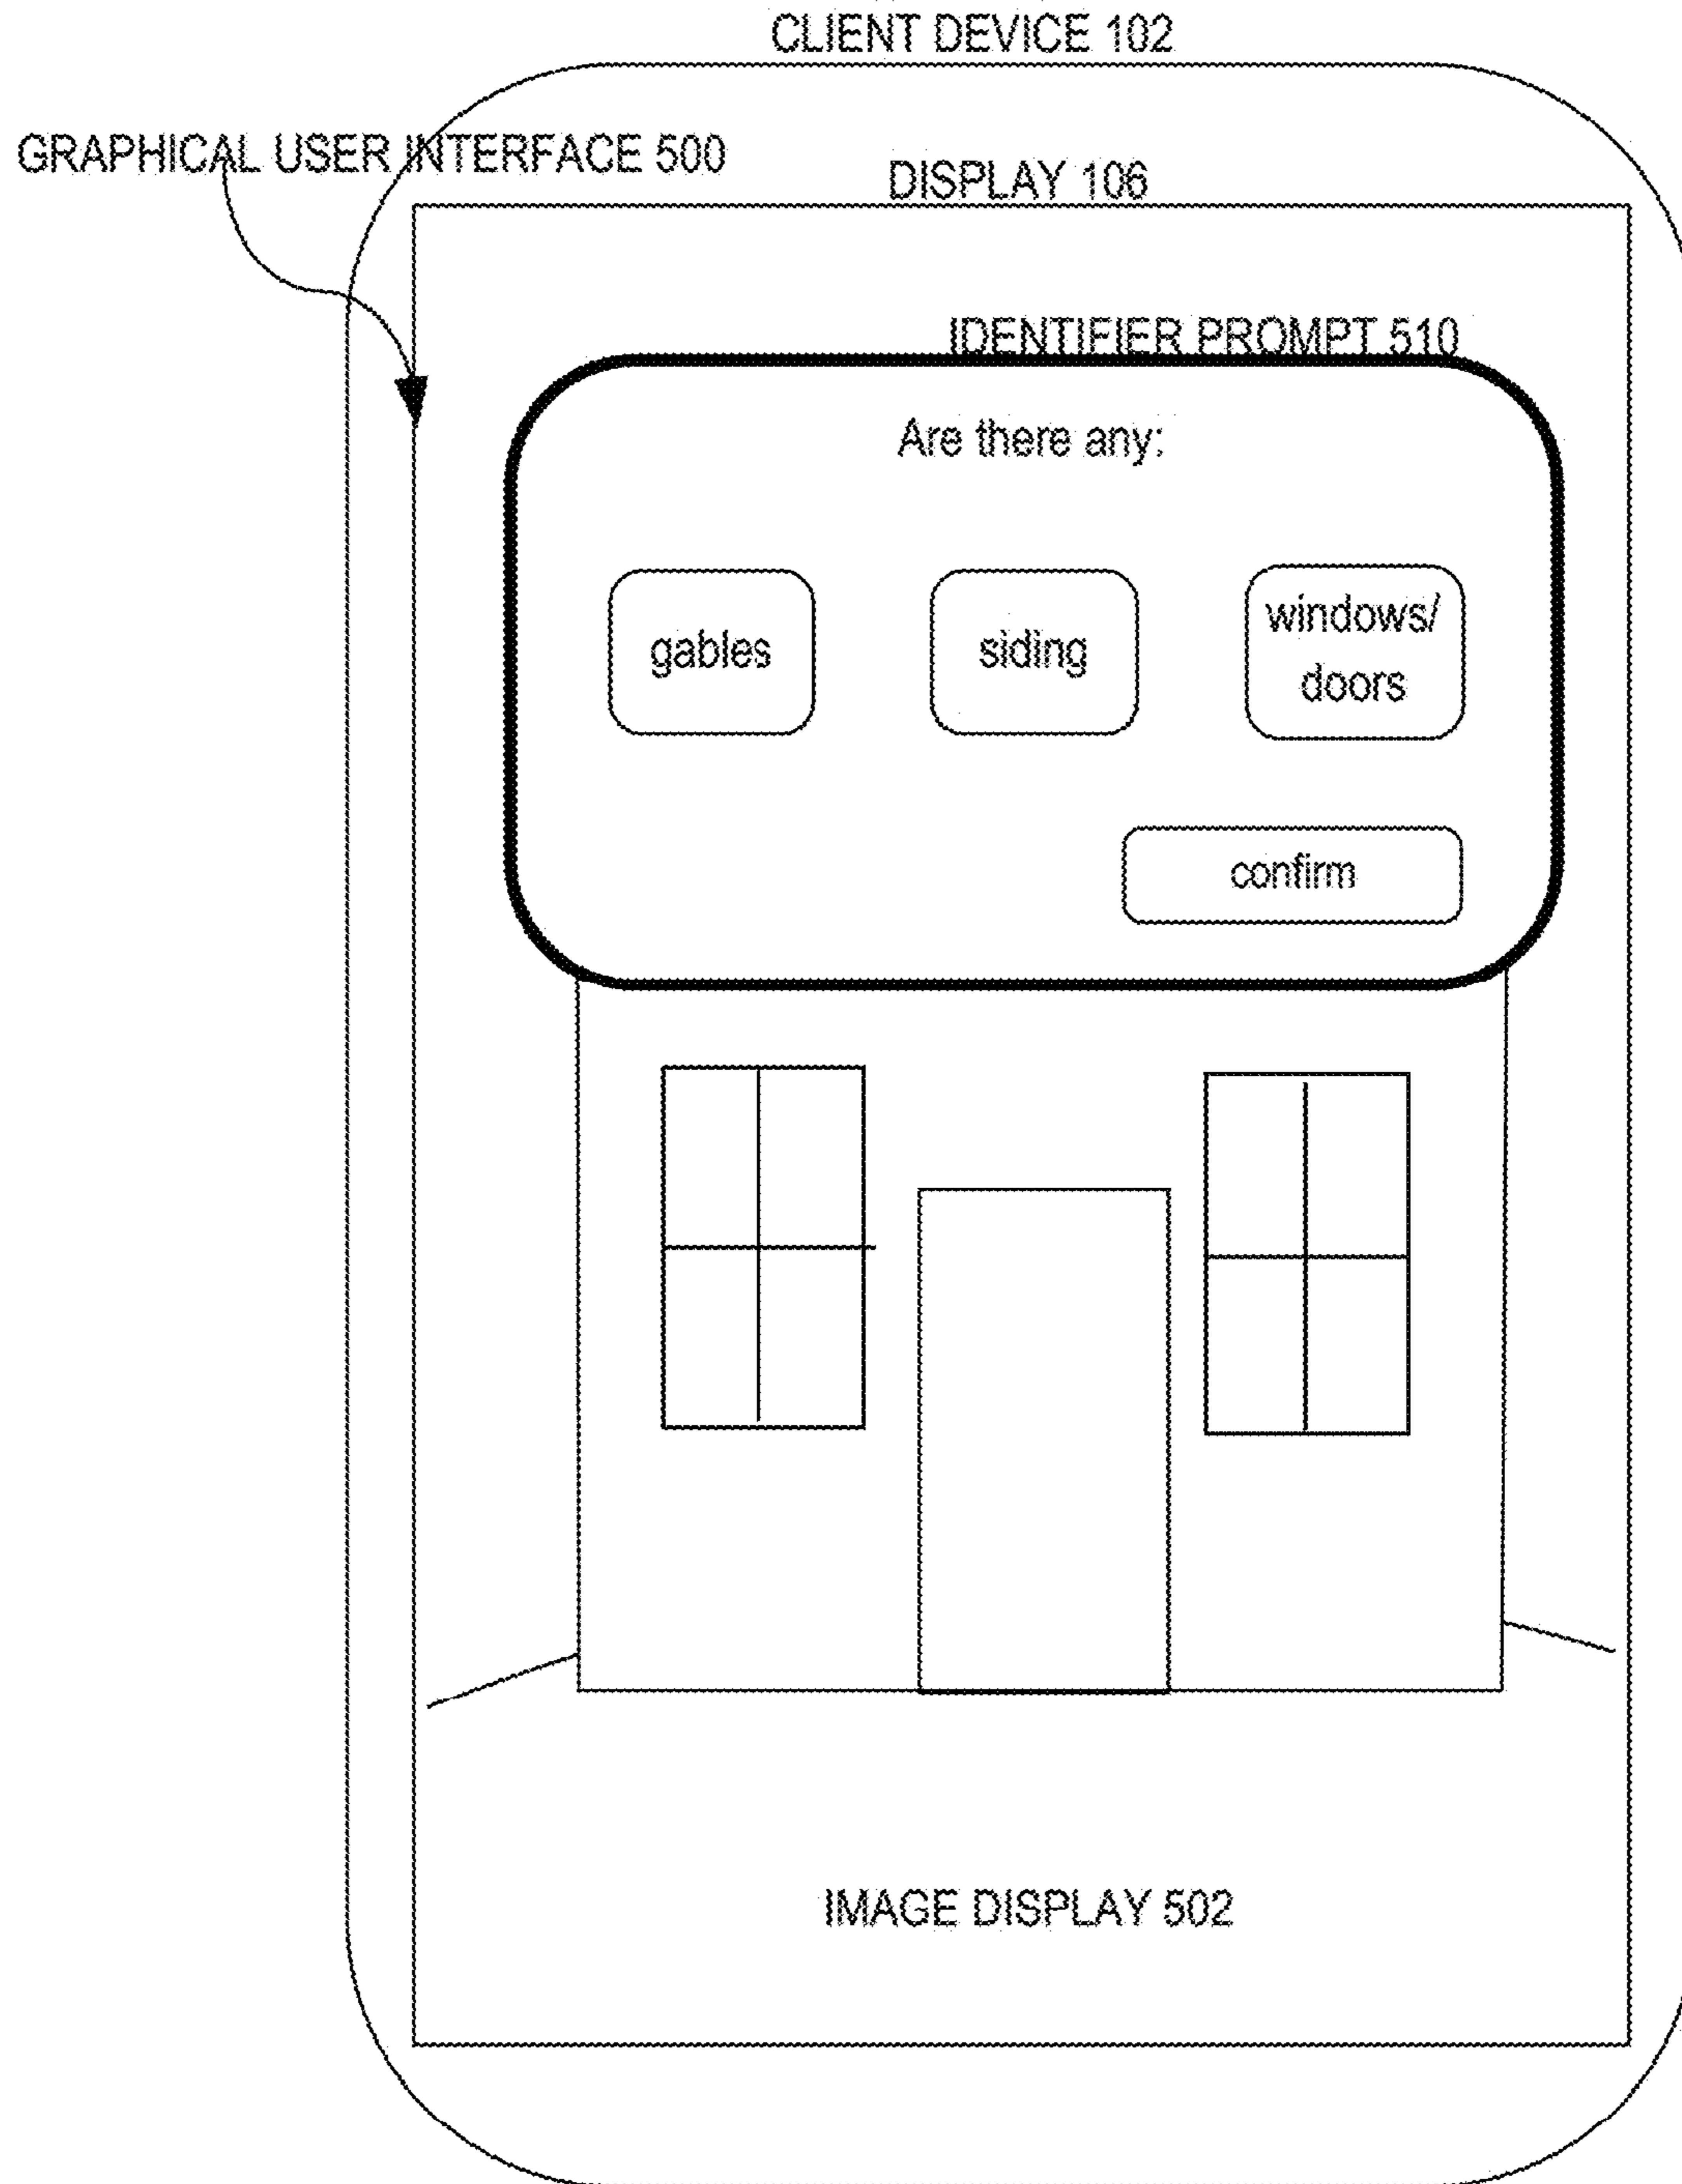 CLIENT DEVICE 102
GRAPHICAL USER INTERFACE 500
DISPLAY 106
IDENTIFIER PROMPT 510
Are there any:
gables
siding
windows/
doors
confirm
IMAGE DISPLAY 502